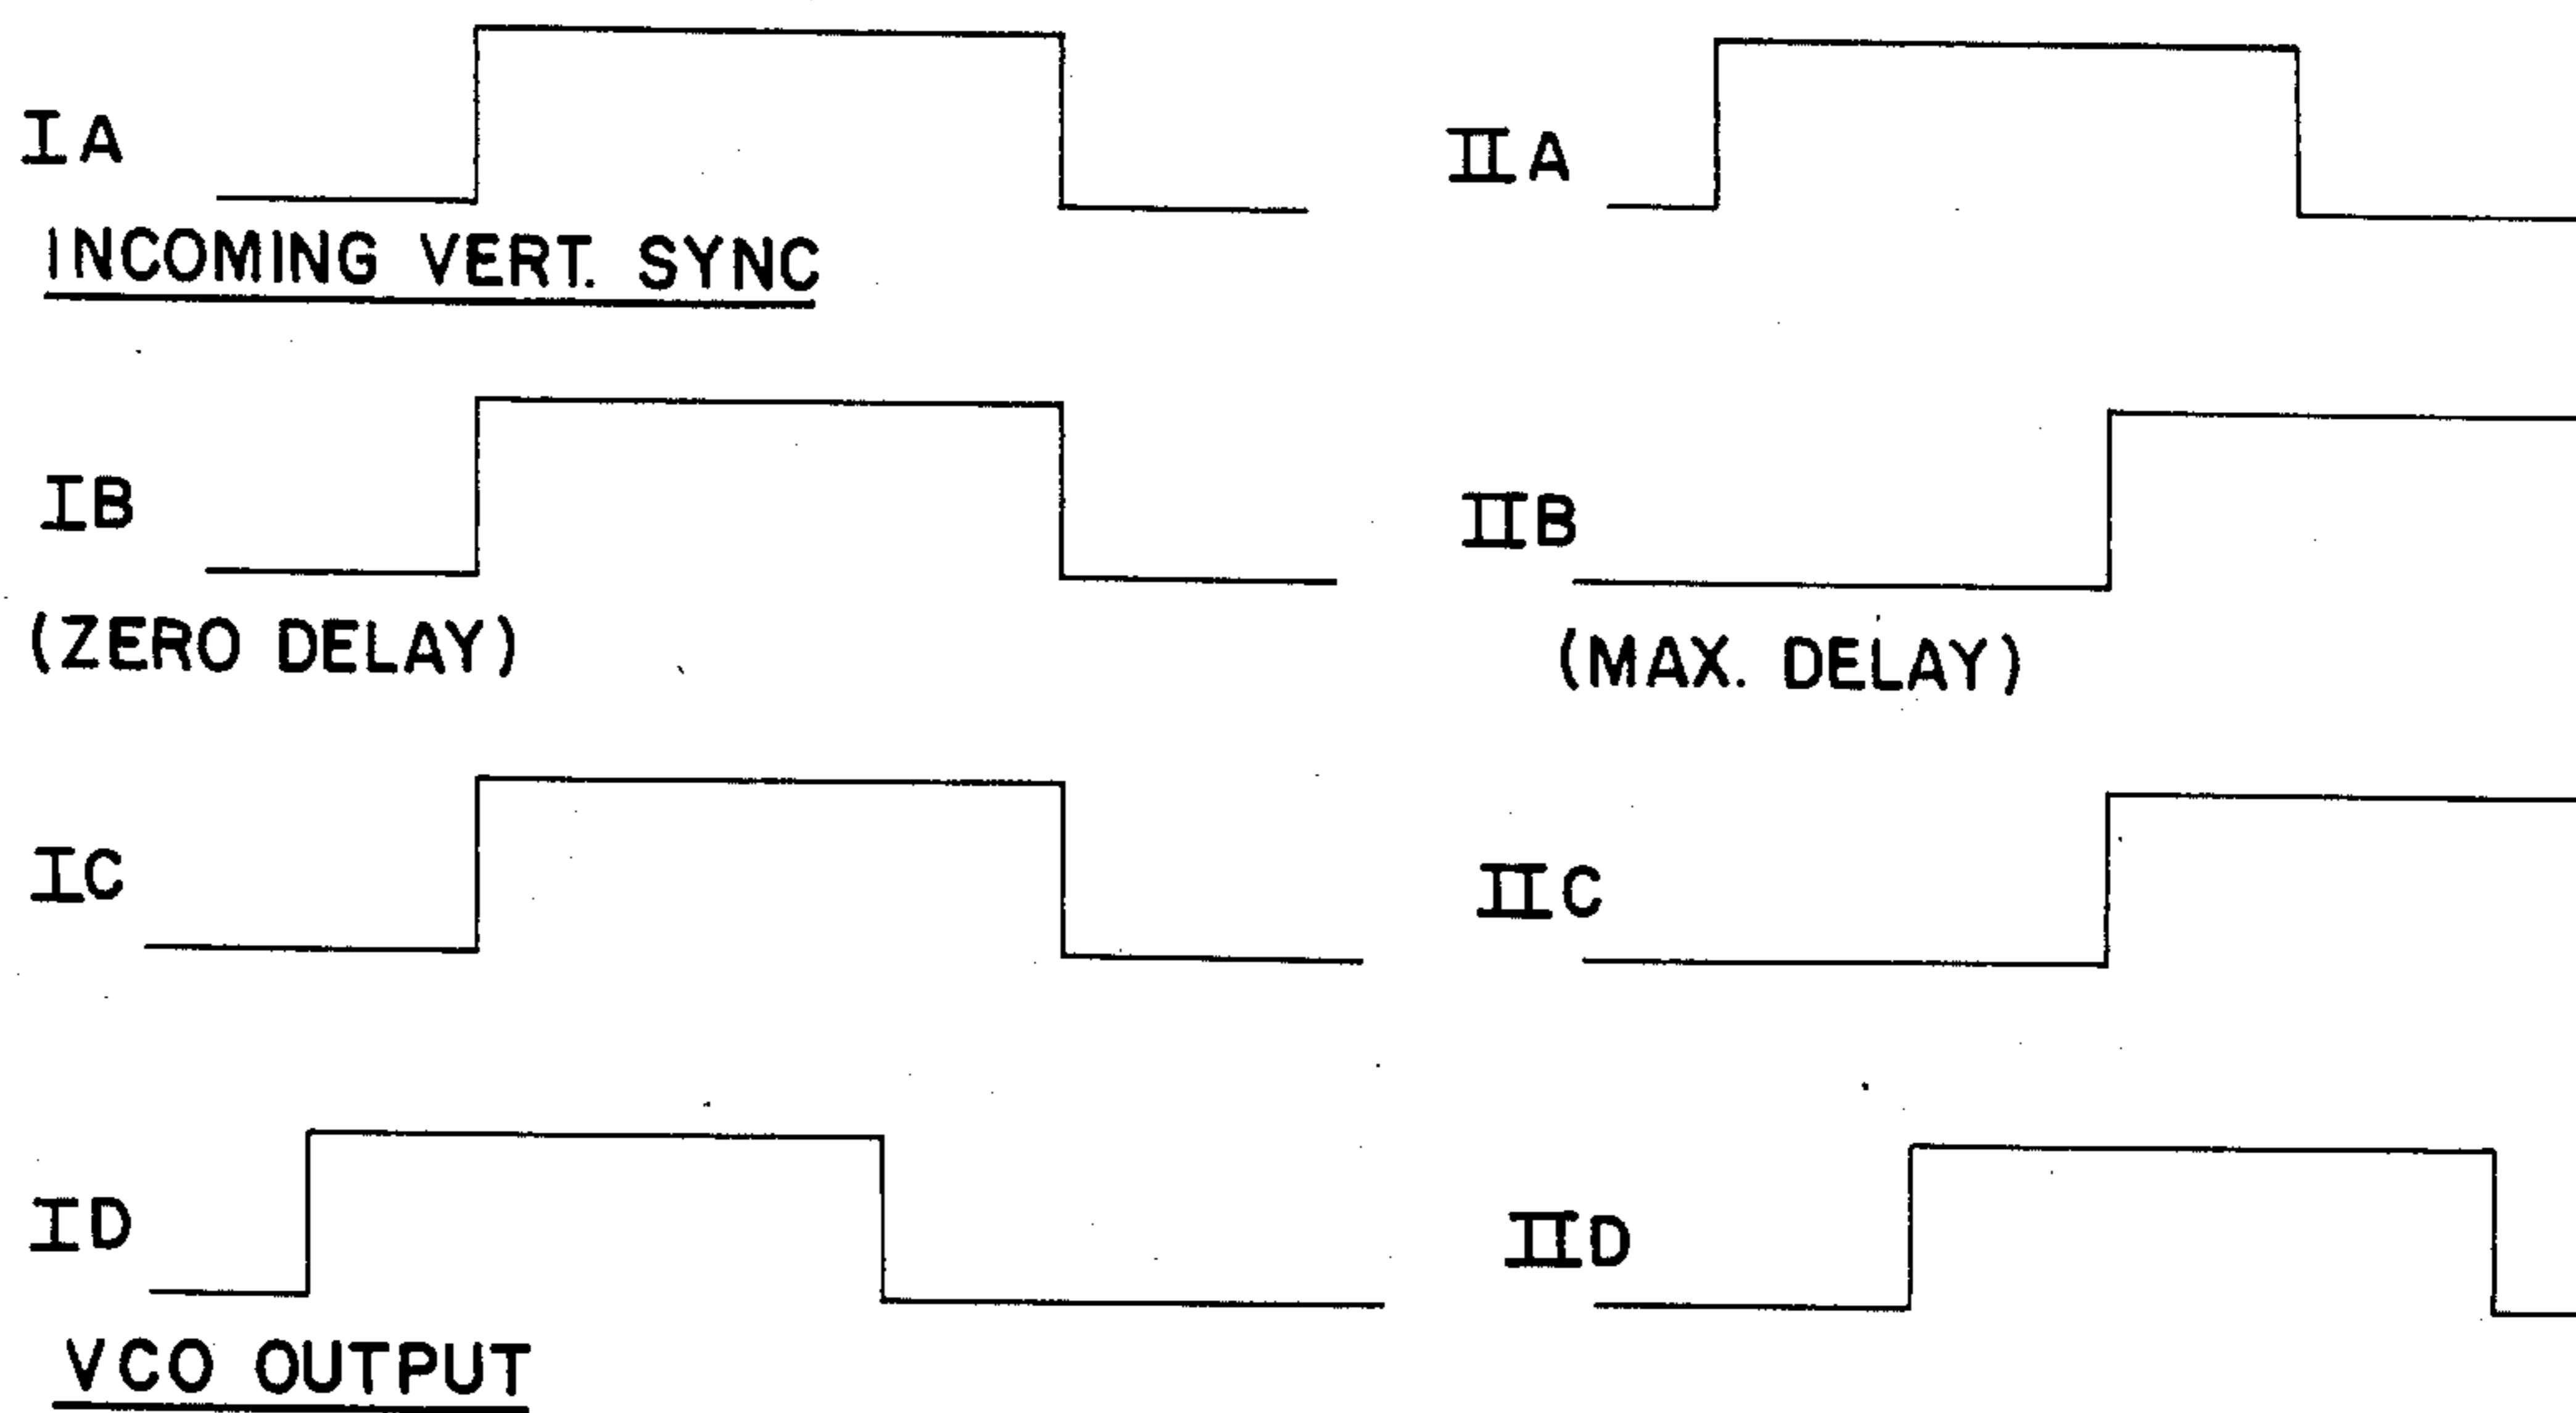 IA
IIA
INCOMING VERT. SYNC
IB
IIB
(ZERO DELAY)
(MAX. DELAY)
IC
IIC
ID
IID
VCO OUTPUT